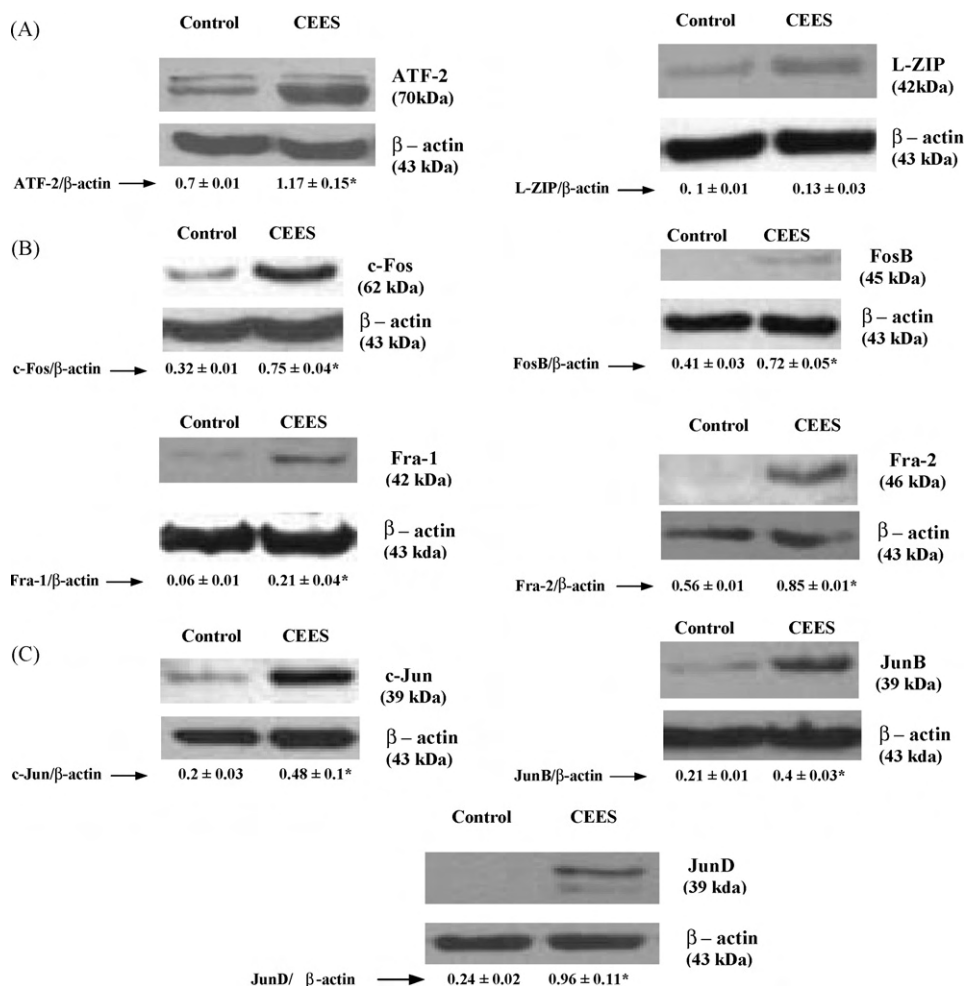 (A)
Control CEES
ATF-2
(70kDa)
β – actin
(43 kDa)
ATF-2/β-actin 0.7 ± 0.01 1.17 ± 0.15*
Control CEES
L-ZIP
(42kDa)
β – actin
(43 kDa)
L-ZIP/β-actin 0. 1 ± 0.01 0.13 ± 0.03
(B)
Control CEES
c-Fos
(62 kDa)
β – actin
(43 kDa)
c-Fos/β-actin 0.32 ± 0.01 0.75 ± 0.04*
Control CEES
FosB
(45 kDa)
β – actin
(43 kDa)
FosB/β-actin 0.41 ± 0.03 0.72 ± 0.05*
Control CEES
Fra-1
(42 kDa)
β – actin
(43 kda)
Fra-1/β-actin 0.06 ± 0.01 0.21 ± 0.04*
Control CEES
Fra-2
(46 kDa)
β – actin
(43 kDa)
Fra-2/β-actin 0.56 ± 0.01 0.85 ± 0.01*
(C)
Control CEES
c-Jun
(39 kDa)
β – actin
(43 kDa)
c-Jun/β-actin 0.2 ± 0.03 0.48 ± 0.1*
Control CEES
JunB
(39 kDa)
β – actin
(43 kda)
JunB/β-actin 0.21 ± 0.01 0.4 ± 0.03*
Control CEES
JunD
(39 kda)
β – actin
(43 kDa)
JunD/ β-actin 0.24 ± 0.02 0.96 ± 0.11*